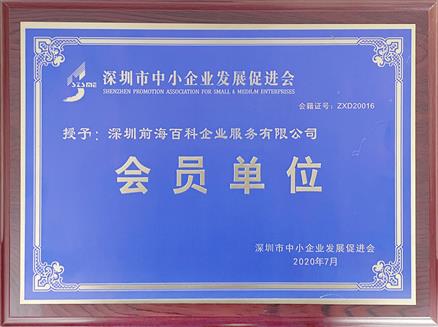 SZSME
深圳市中小企业发展促进会
SHENZHEN PROMOTION ASSOCIATION FOR SMALL & MEDIUM ENTERPRISES
会籍证号：ZXD20016
授予：深圳前海百科企业服务有限公司
会员单位
深圳市中小企业发展促进会
2020年7月